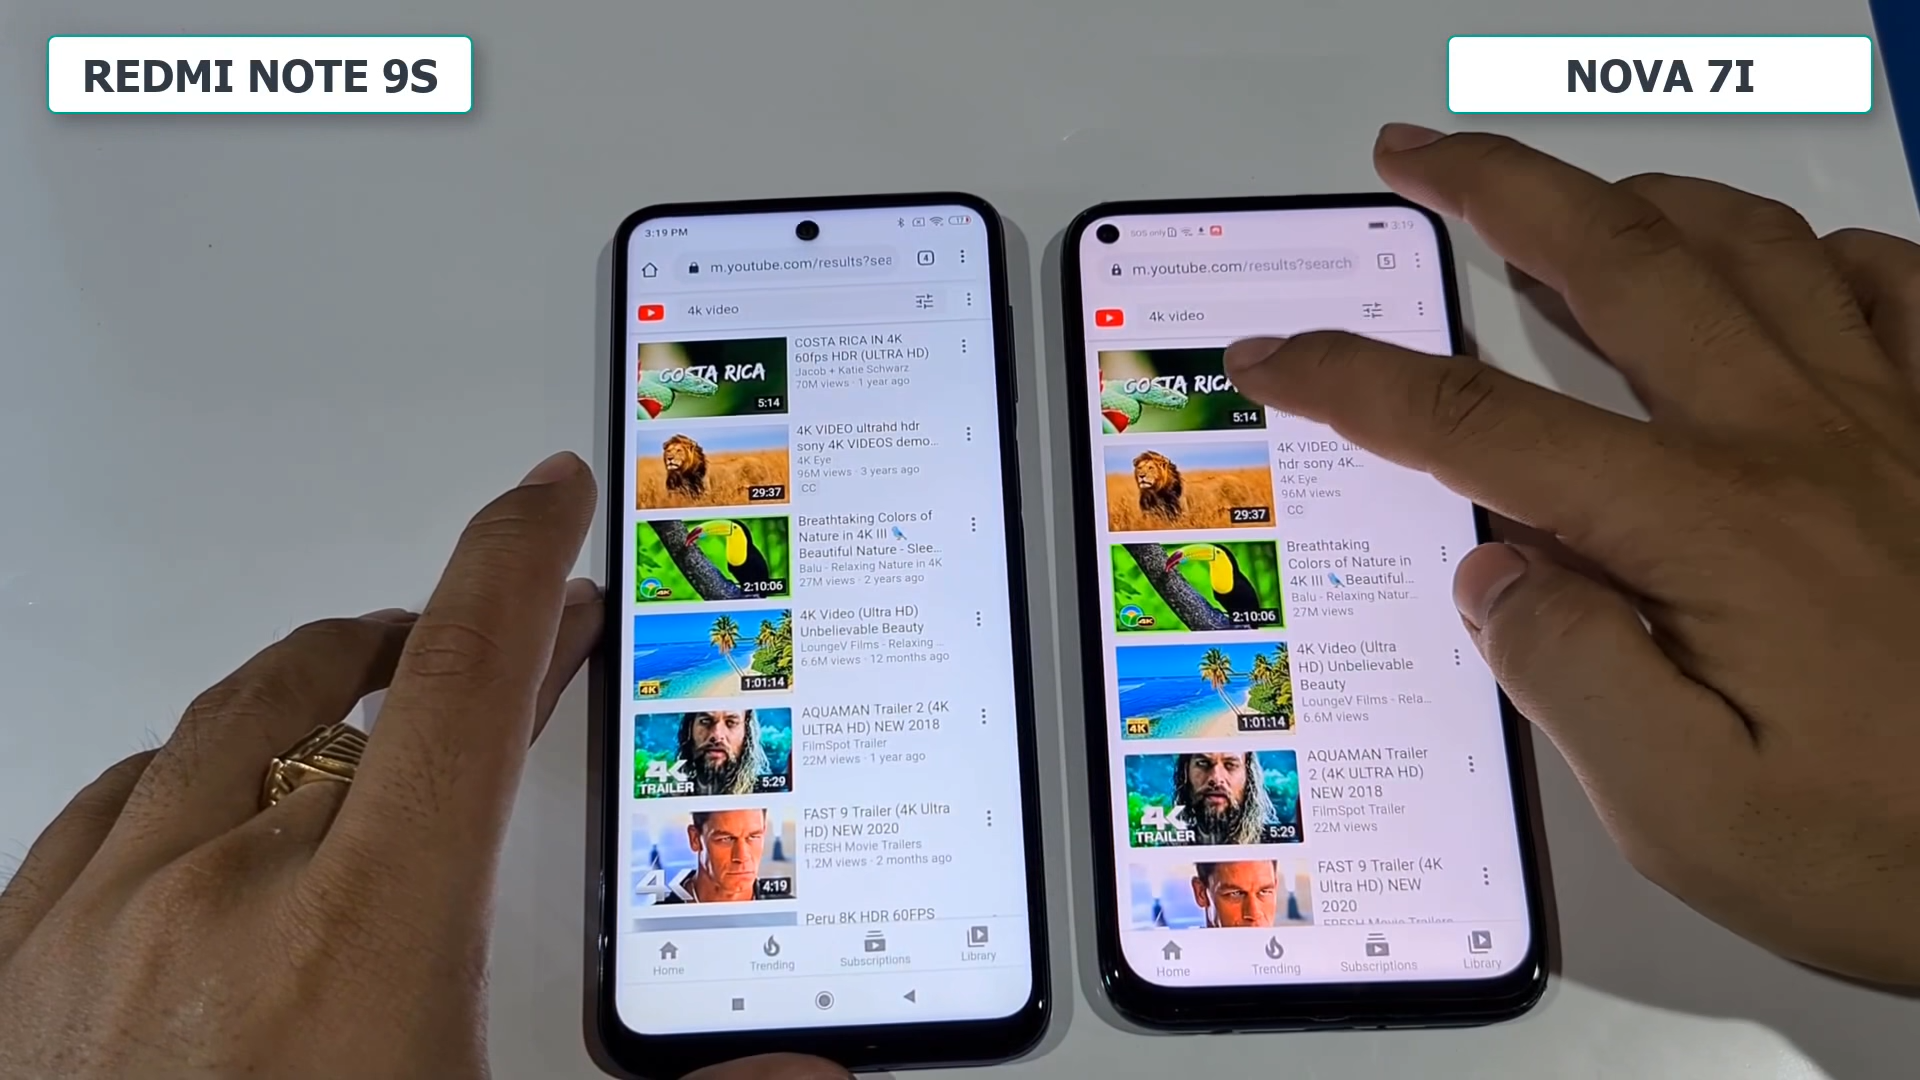 REDMI NOTE 9S
NOVA 7I
3:19 PM
17
m.youtube.com/results?sea
4
4k video
COSTA RICA
5:14
COSTA RICA IN 4K
60fps HDR (ULTRA HD)
Jacob + Katie Schwarz
70M views · 1 year ago
29:37
4K VIDEO ultrahd hdr
sony 4K VIDEOS demo...
4K Eye
96M views · 3 years ago
CC
4K
2:10:06
Breathtaking Colors of
Nature in 4K III
Beautiful Nature - Slee...
Balu - Relaxing Nature in 4K
27M views · 2 years ago
4K
1:01:14
4K Video (Ultra HD)
Unbelievable Beauty
LoungeV Films - Relaxing ...
6.6M views · 12 months ago
4K
TRAILER
5:29
AQUAMAN Trailer 2 (4K
ULTRA HD) NEW 2018
FilmSpot Trailer
22M views · 1 year ago
4K
4:19
FAST 9 Trailer (4K Ultra
HD) NEW 2020
FRESH Movie Trailers
1.2M views · 2 months ago
Peru 8K HDR 60FPS
Home
Trending
Subscriptions
Library
SOS only
3:19
m.youtube.com/results?search
5
4k video
COSTA RICA
5:14
29:37
4K VIDEO
hdr sony 4K...
4K Eye
96M views
CC
4K
2:10:06
Breathtaking
Colors of Nature in
4K III Beautiful...
Balu - Relaxing Natur...
27M views
4K
1:01:14
4K Video (Ultra
HD) Unbelievable
Beauty
LoungeV Films - Rela...
6.6M views
4K
TRAILER
5:29
AQUAMAN Trailer
2 (4K ULTRA HD)
NEW 2018
FilmSpot Trailer
22M views
FAST 9 Trailer (4K
Ultra HD) NEW
2020
FRESH Movie Trailers
Home
Trending
Subscriptions
Library